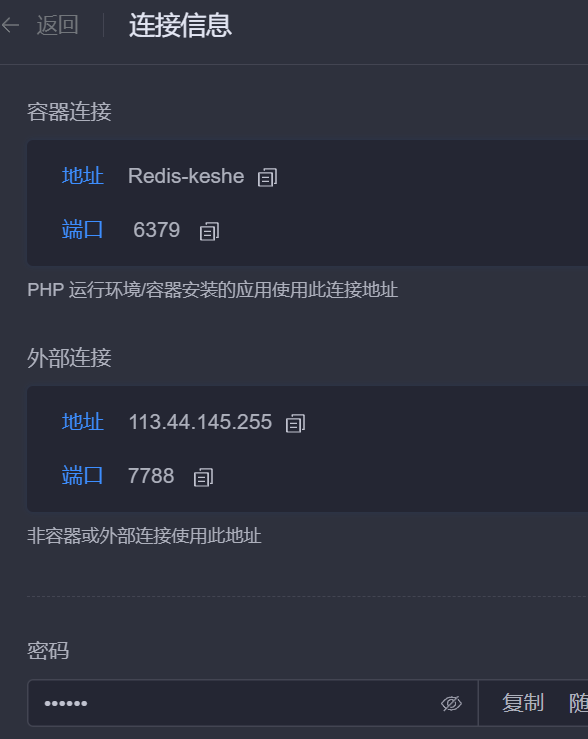 返回 连接信息
容器连接
地址 Redis-keshe
端口 6379
PHP 运行环境/容器安装的应用使用此连接地址
外部连接
地址 113.44.145.255
端口 7788
非容器或外部连接使用此地址
密码
•••••• 复制